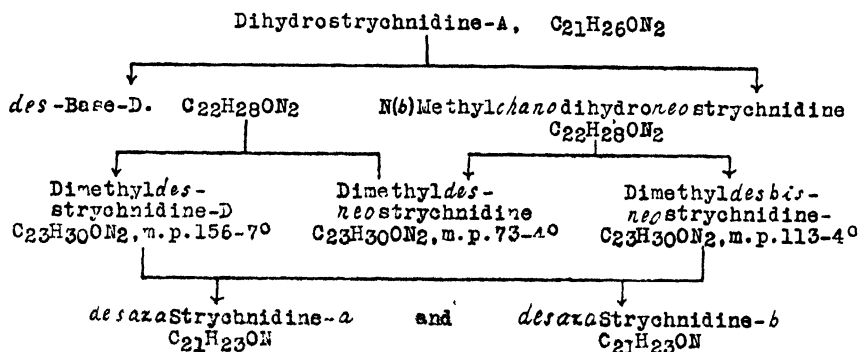 Dihydrostrychnidine-A, C21H26ON2
des-Base-D. C22H28ON2
N(b)Methylchanodihydroneostrychnidine
C22H28ON2
Dimethyldes-
strychnidine-D
C23H30ON2, m.p.156-7°
Dimethyldes-
neostrychnidine
C23H30ON2, m.p.73-4°
Dimethyldesbis-
neostrychnidine-
C23H30ON2, m.p.113-4°
desazaStrychnidine-a and desazaStrychnidine-b
C21H23ON C21H23ON